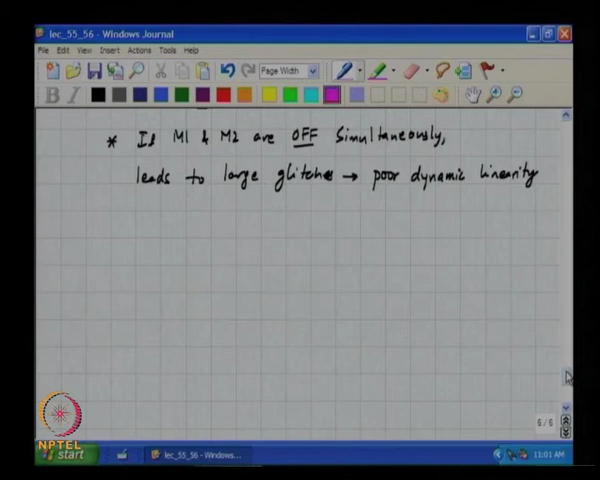 lec_55_56 - Windows Journal
File Edit View Insert Actions Tools Help
Page Width
B I
* If M1 & M2 are OFF simultaneously,
leads to large glitches → poor dynamic linearity
6/6
NPTEL
start
lec_55_56 - Windows...
11:01 AM